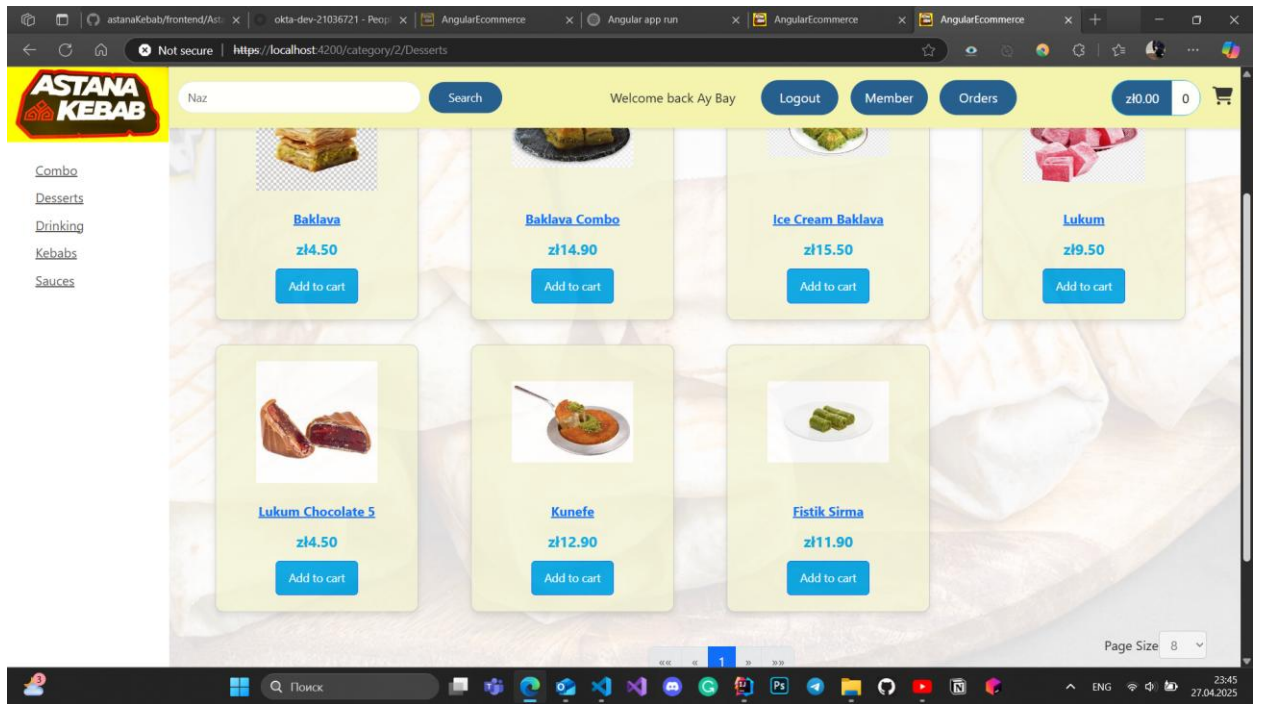 astanaKebab/frontend/Ast
okta-dev-21036721 - Peopl
AngularEcommerce
Angular app run
AngularEcommerce
AngularEcommerce
Not secure
https://localhost:4200/category/2/Desserts
ASTANA
KEBAB
Naz
Search
Welcome back Ay Bay
Logout
Member
Orders
zł0.00
0
Combo
Desserts
Drinking
Kebabs
Sauces
Baklava
zł4.50
Add to cart
Baklava Combo
zł14.90
Add to cart
Ice Cream Baklava
zł15.50
Add to cart
Lukum
zł9.50
Add to cart
Lukum Chocolate 5
zł4.50
Add to cart
Kunefe
zł12.90
Add to cart
Fistik Sirma
zł11.90
Add to cart
Page Size 8
«« « 1 » »»
3
Поиск
Ps
ENG
23:45
27.04.2025